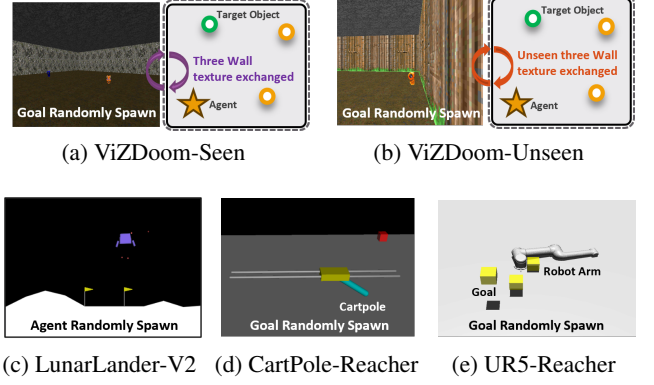 Target Object
Three Wall
texture exchanged
Agent
Goal Randomly Spawn
(a) ViZDoom-Seen
Target Object
Unseen three Wall
texture exchanged
Agent
Goal Randomly Spawn
(b) ViZDoom-Unseen
Agent Randomly Spawn
(c) LunarLander-V2
Cartpole
Goal Randomly Spawn
(d) CartPole-Reacher
Robot Arm
Goal
Goal Randomly Spawn
(e) UR5-Reacher